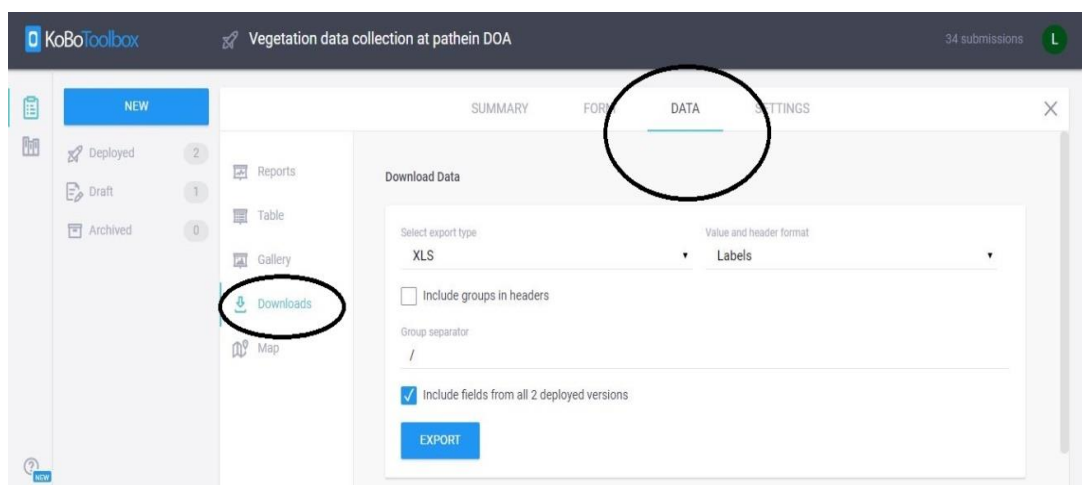 KoBoToolbox
Vegetation data collection at pathein DOA
34 submissions
L
NEW
SUMMARY
FORM
DATA
SETTINGS
Deployed 2
Draft 1
Archived 0
Reports
Table
Gallery
Downloads
Map
Download Data
Select export type
XLS
Value and header format
Labels
Include groups in headers
Group separator
/
Include fields from all 2 deployed versions
EXPORT
NEW